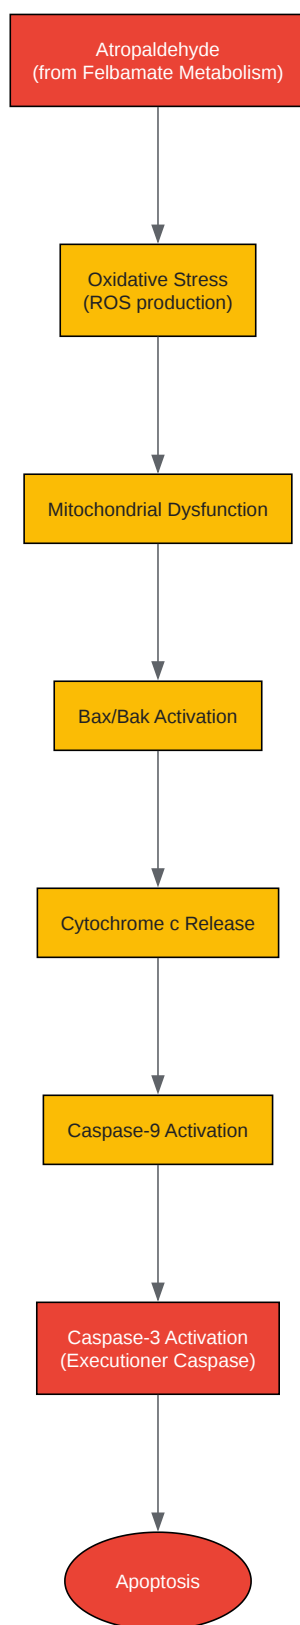 Atropaldehyde
(from Felbamate Metabolism)
Oxidative Stress
(ROS production)
Mitochondrial Dysfunction
Bax/Bak Activation
Cytochrome c Release
Caspase-9 Activation
Caspase-3 Activation
(Executioner Caspase)
Apoptosis